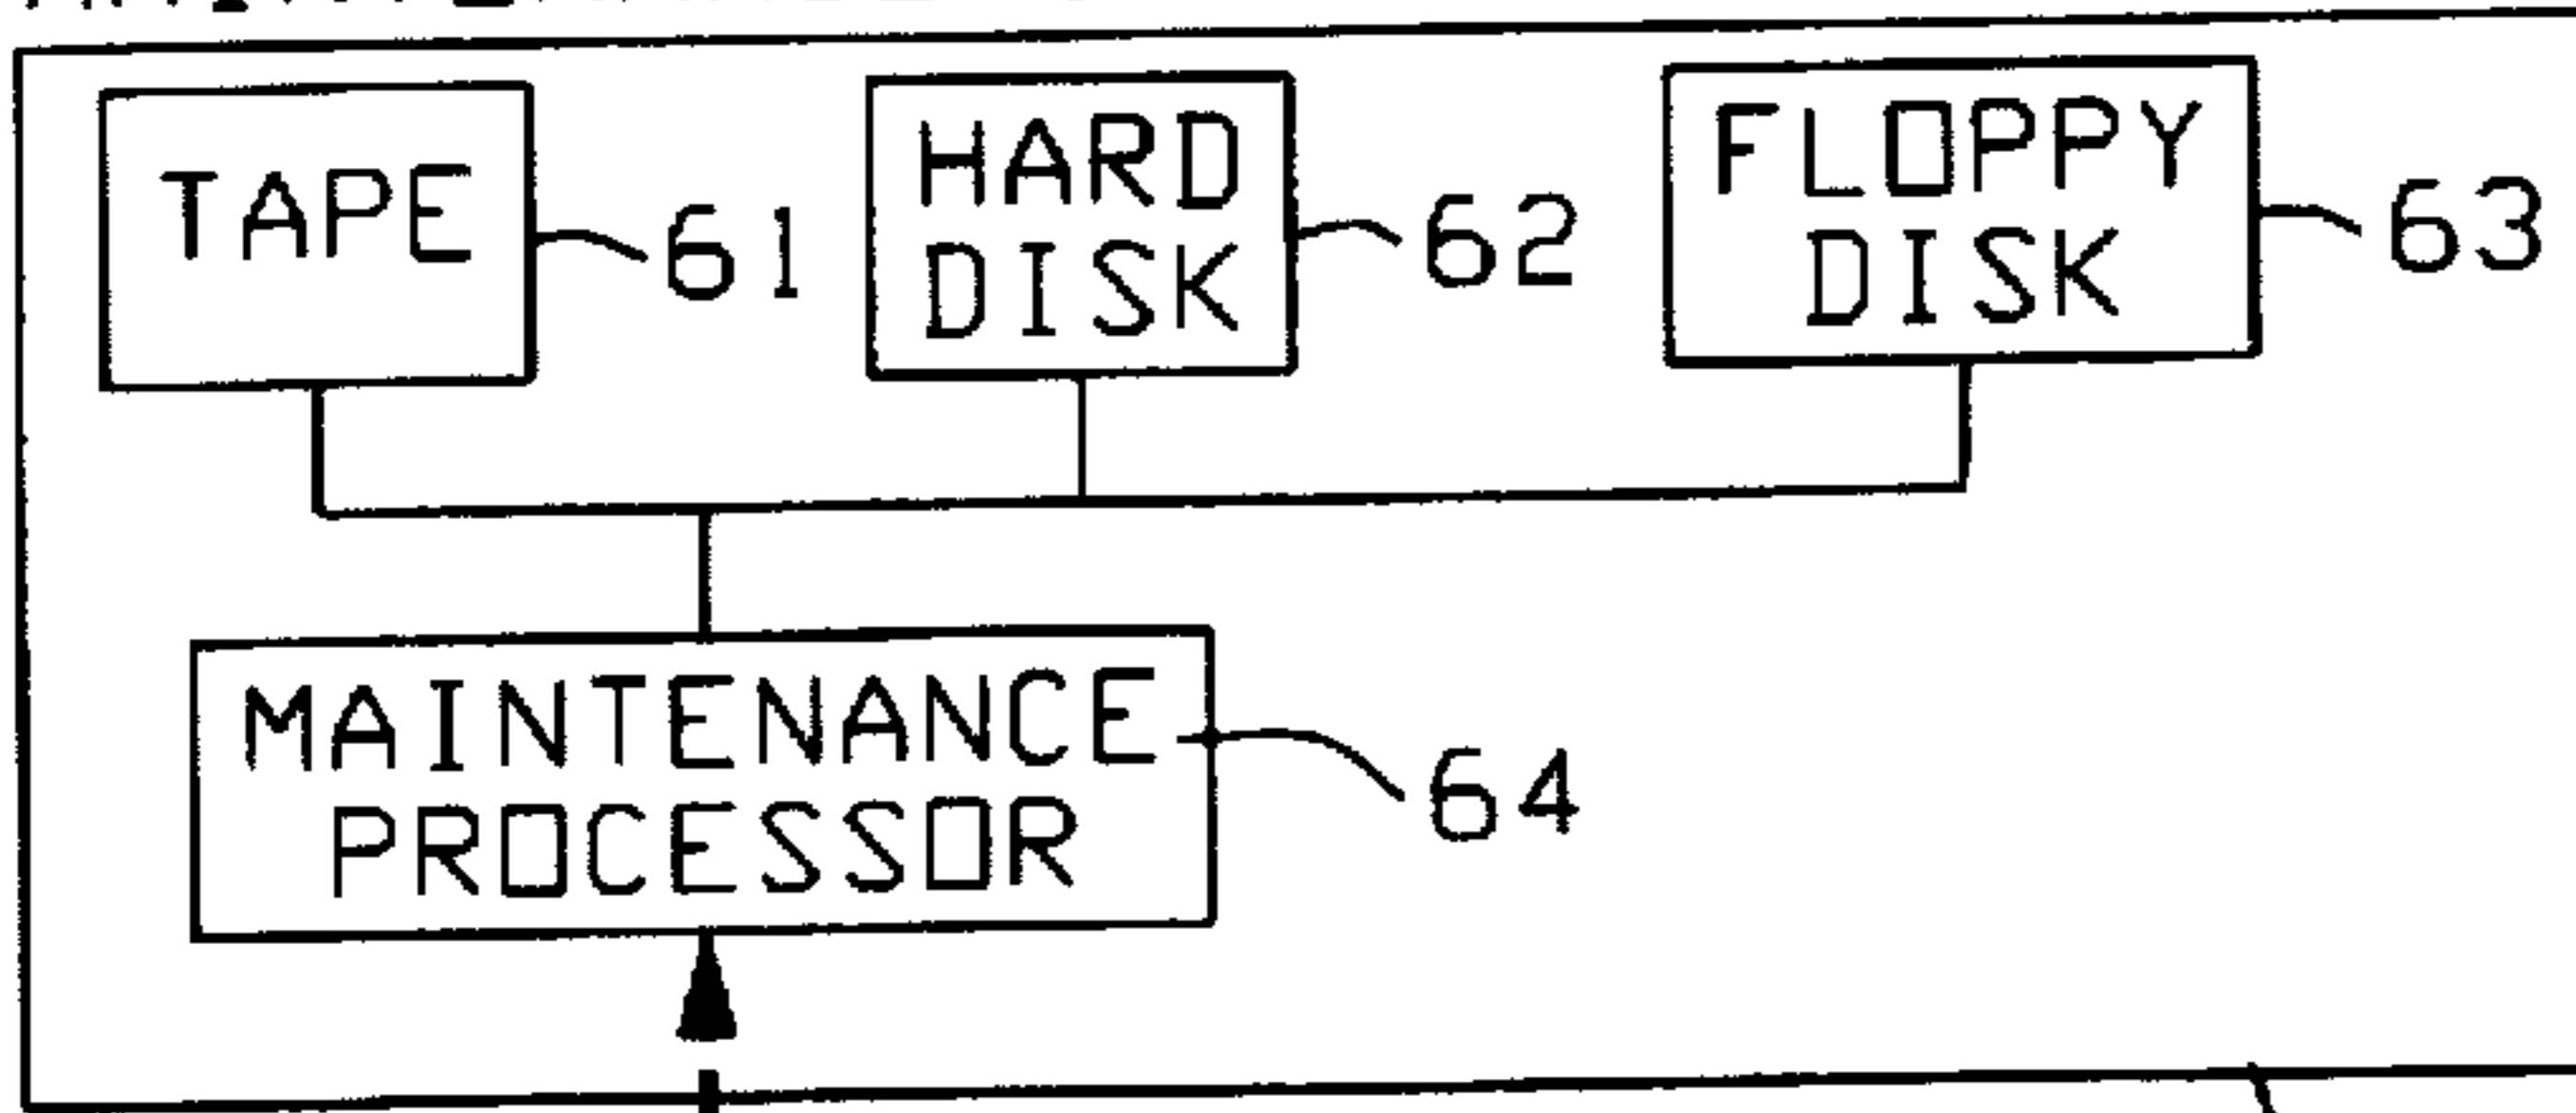 TAPE
61
HARD
DISK
62
FLOPPY
DISK
63
MAINTENANCE
PROCESSOR
64